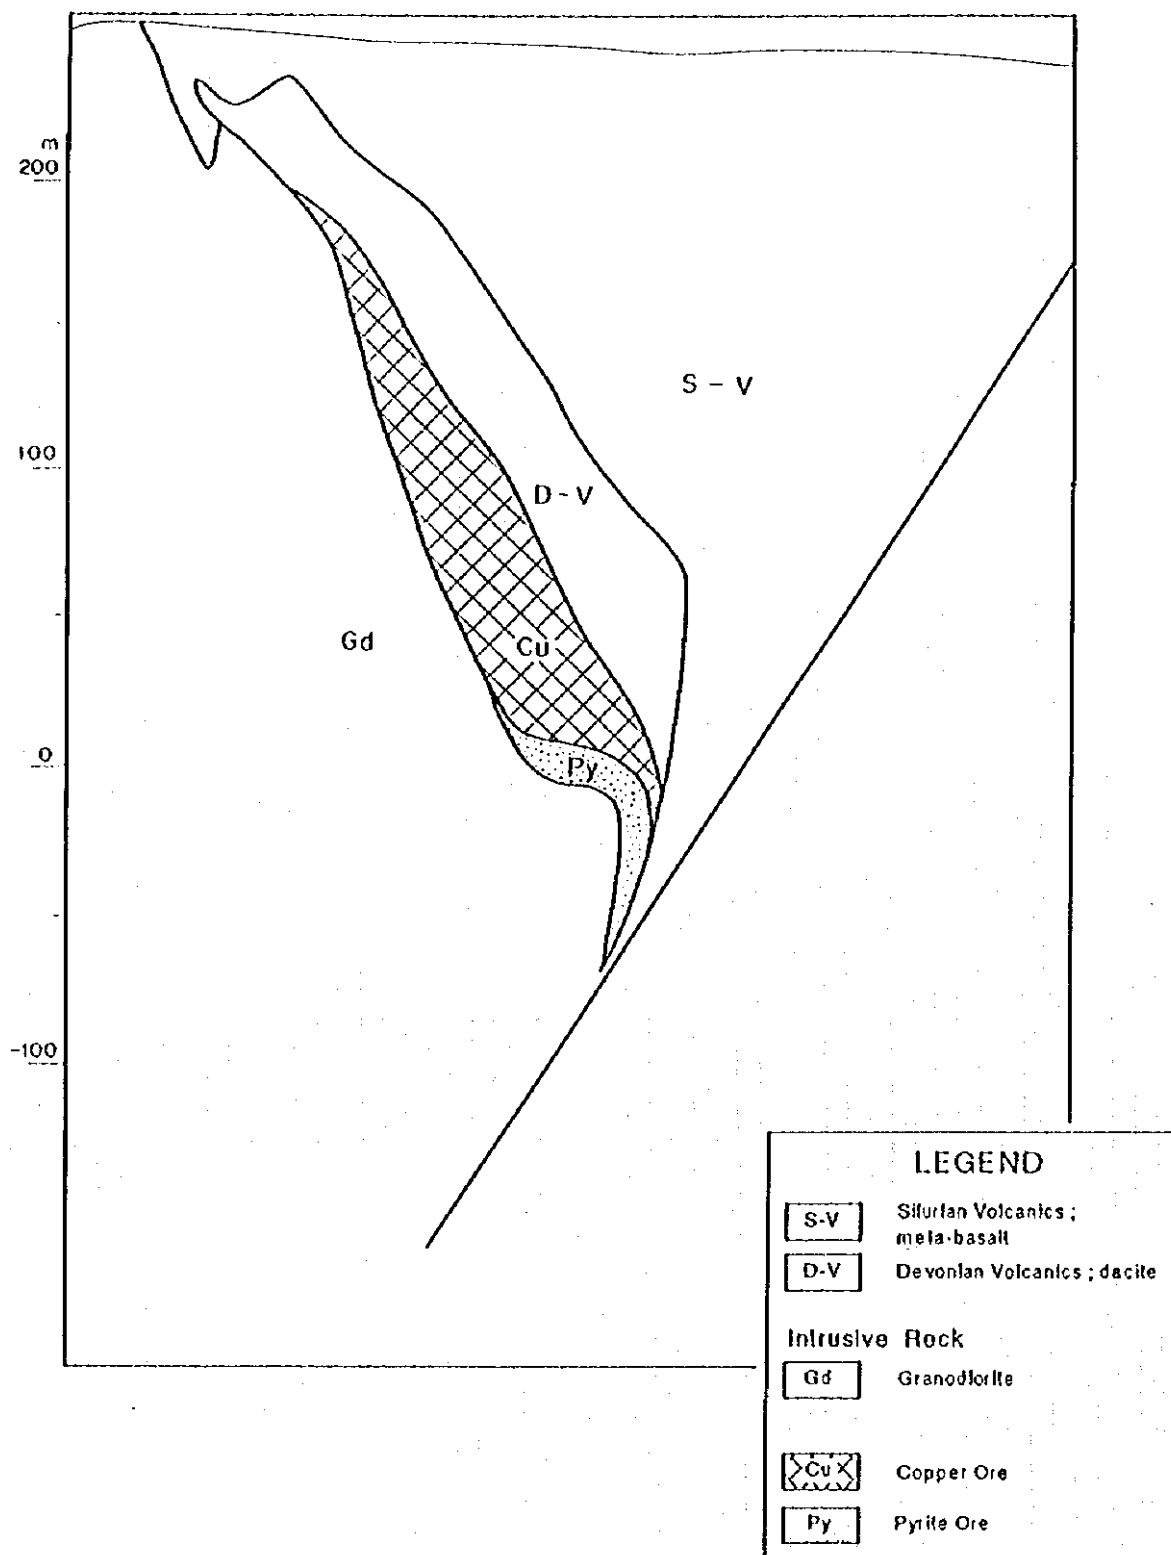 m
200
100
0
-100
S - V
D - V
Gd
Cu
Py
LEGEND
S-V Silurian Volcanics ;
meta-basalt
D-V Devonian Volcanics ; dacite
Intrusive Rock
Gd Granodiorite
Cu Copper Ore
Py Pyrite Ore